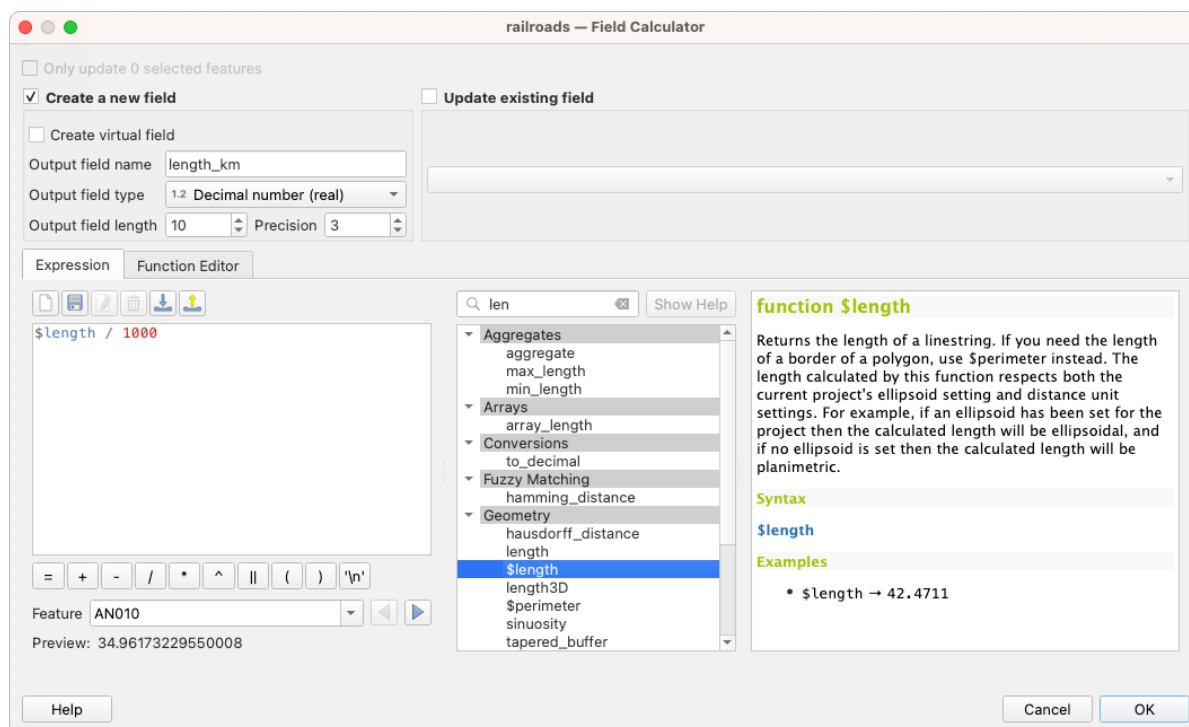 railroads — Field Calculator
Only update 0 selected features
Create a new field
Update existing field
Create virtual field
Output field name length_km
Output field type 1.2 Decimal number (real)
Output field length 10 Precision 3
Expression Function Editor
len Show Help
$length / 1000
Aggregates
aggregate
max_length
min_length
Arrays
array_length
Conversions
to_decimal
Fuzzy Matching
hamming_distance
Geometry
hausdorff_distance
length
$length
length3D
$perimeter
sinuosity
tapered_buffer
function $length
Returns the length of a linestring. If you need the length
of a border of a polygon, use $perimeter instead. The
length calculated by this function respects both the
current project's ellipsoid setting and distance unit
settings. For example, if an ellipsoid has been set for the
project then the calculated length will be ellipsoidal, and
if no ellipsoid is set then the calculated length will be
planimetric.
Syntax
$length
Examples
• $length → 42.4711
= + - / * ^ || ( ) '\n'
Feature AN010
Preview: 34.96173229550008
Help Cancel OK